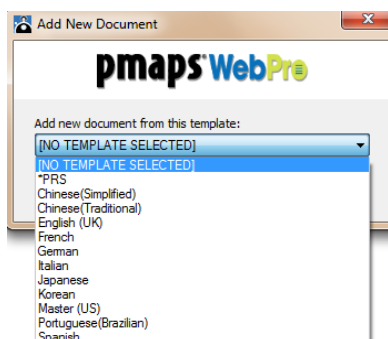 Add New Document
pmaps WebPro
Add new document from this template:
[NO TEMPLATE SELECTED]
[NO TEMPLATE SELECTED]
*PRS
Chinese(Simplified)
Chinese(Traditional)
English (UK)
French
German
Italian
Japanese
Korean
Master (US)
Portuguese(Brazilian)
Spanish